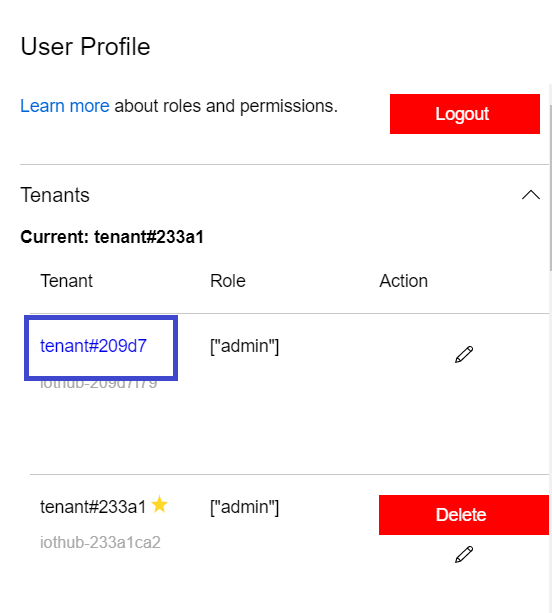 User Profile
Learn more about roles and permissions.
Logout
Tenants
Current: tenant#233a1
Tenant Role Action
tenant#209d7 ["admin"]
iothub-209d7f79
tenant#233a1 ["admin"] Delete
iothub-233a1ca2